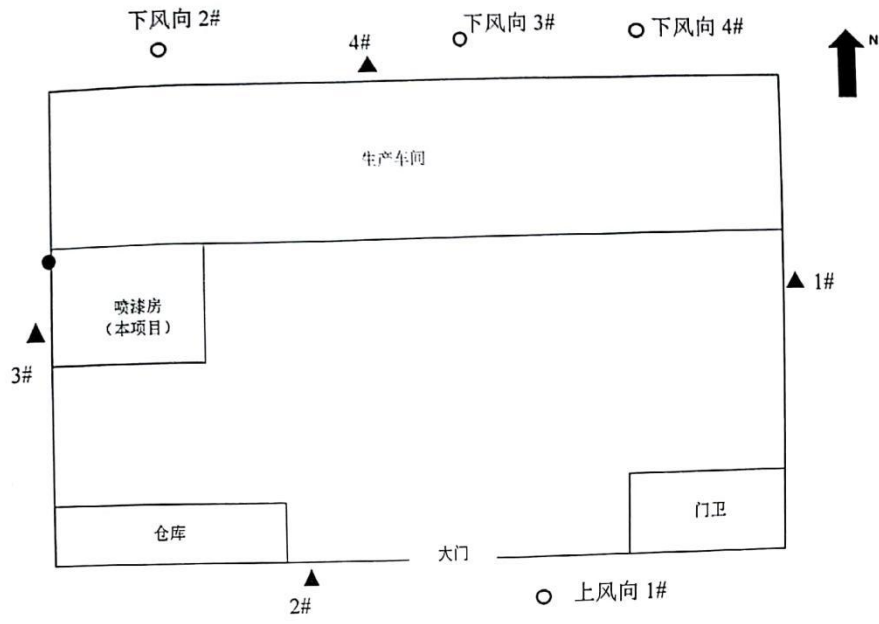 下风向 2#
下风向 3#
下风向 4#
4#
N
生产车间
1#
喷漆房
（本项目）
3#
门卫
仓库
大门
2#
上风向 1#